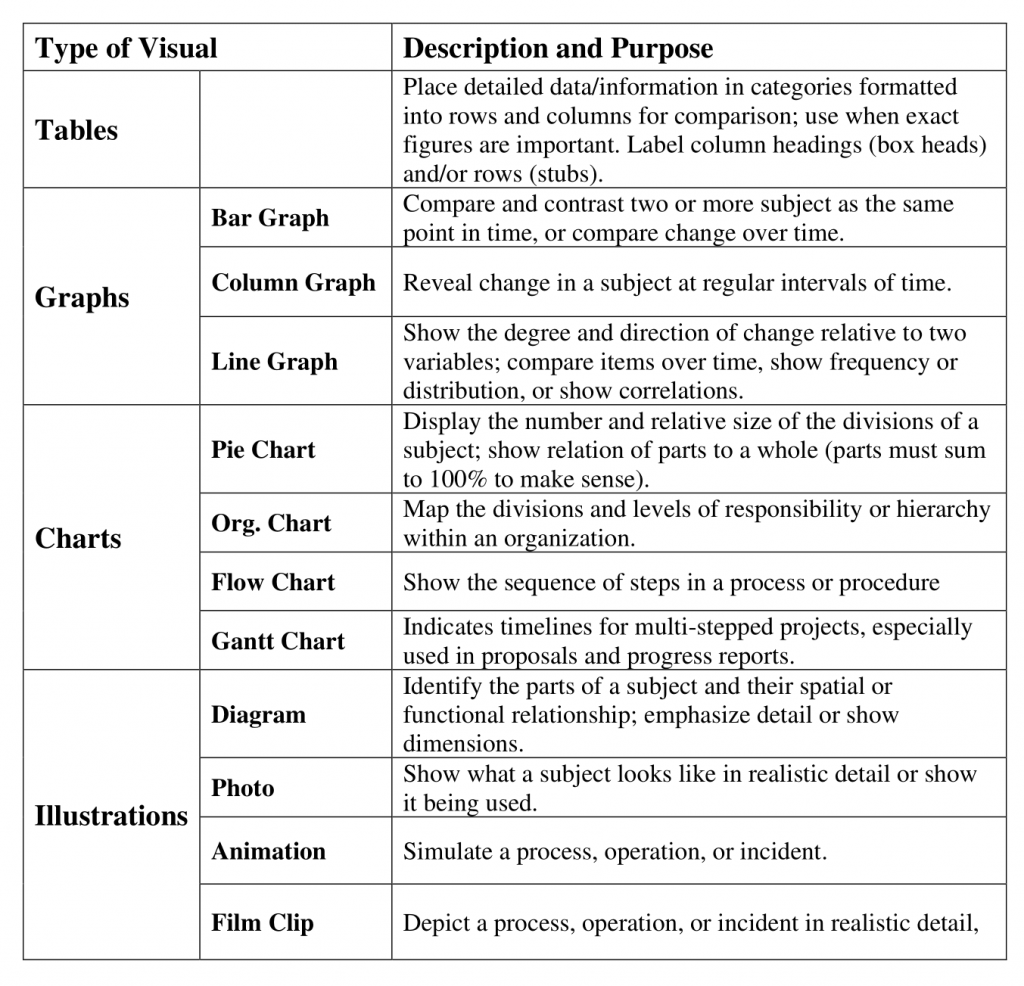 Type of Visual
Description and Purpose
Tables
Place detailed data/information in categories formatted
into rows and columns for comparison; use when exact
figures are important. Label column headings (box heads)
and/or rows (stubs).
Graphs
Bar Graph
Compare and contrast two or more subject as the same
point in time, or compare change over time.
Column Graph
Reveal change in a subject at regular intervals of time.
Line Graph
Show the degree and direction of change relative to two
variables; compare items over time, show frequency or
distribution, or show correlations.
Charts
Pie Chart
Display the number and relative size of the divisions of a
subject; show relation of parts to a whole (parts must sum
to 100% to make sense).
Org. Chart
Map the divisions and levels of responsibility or hierarchy
within an organization.
Flow Chart
Show the sequence of steps in a process or procedure
Gantt Chart
Indicates timelines for multi-stepped projects, especially
used in proposals and progress reports.
Illustrations
Diagram
Identify the parts of a subject and their spatial or
functional relationship; emphasize detail or show
dimensions.
Photo
Show what a subject looks like in realistic detail or show
it being used.
Animation
Simulate a process, operation, or incident.
Film Clip
Depict a process, operation, or incident in realistic detail,